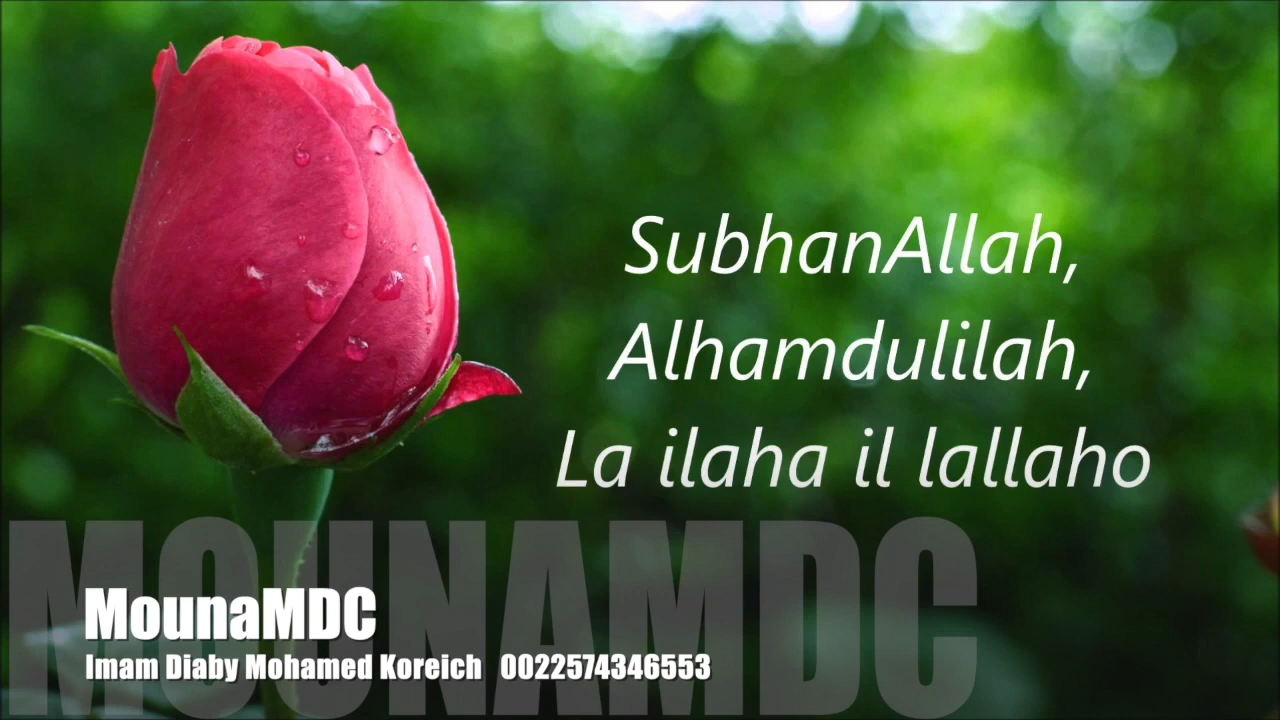 SubhanAllah,
Alhamdulilah,
La ilaha il lallaho
MOUNAMDC
MounaMDC
Imam Diaby Mohamed Koreich 0022574346553